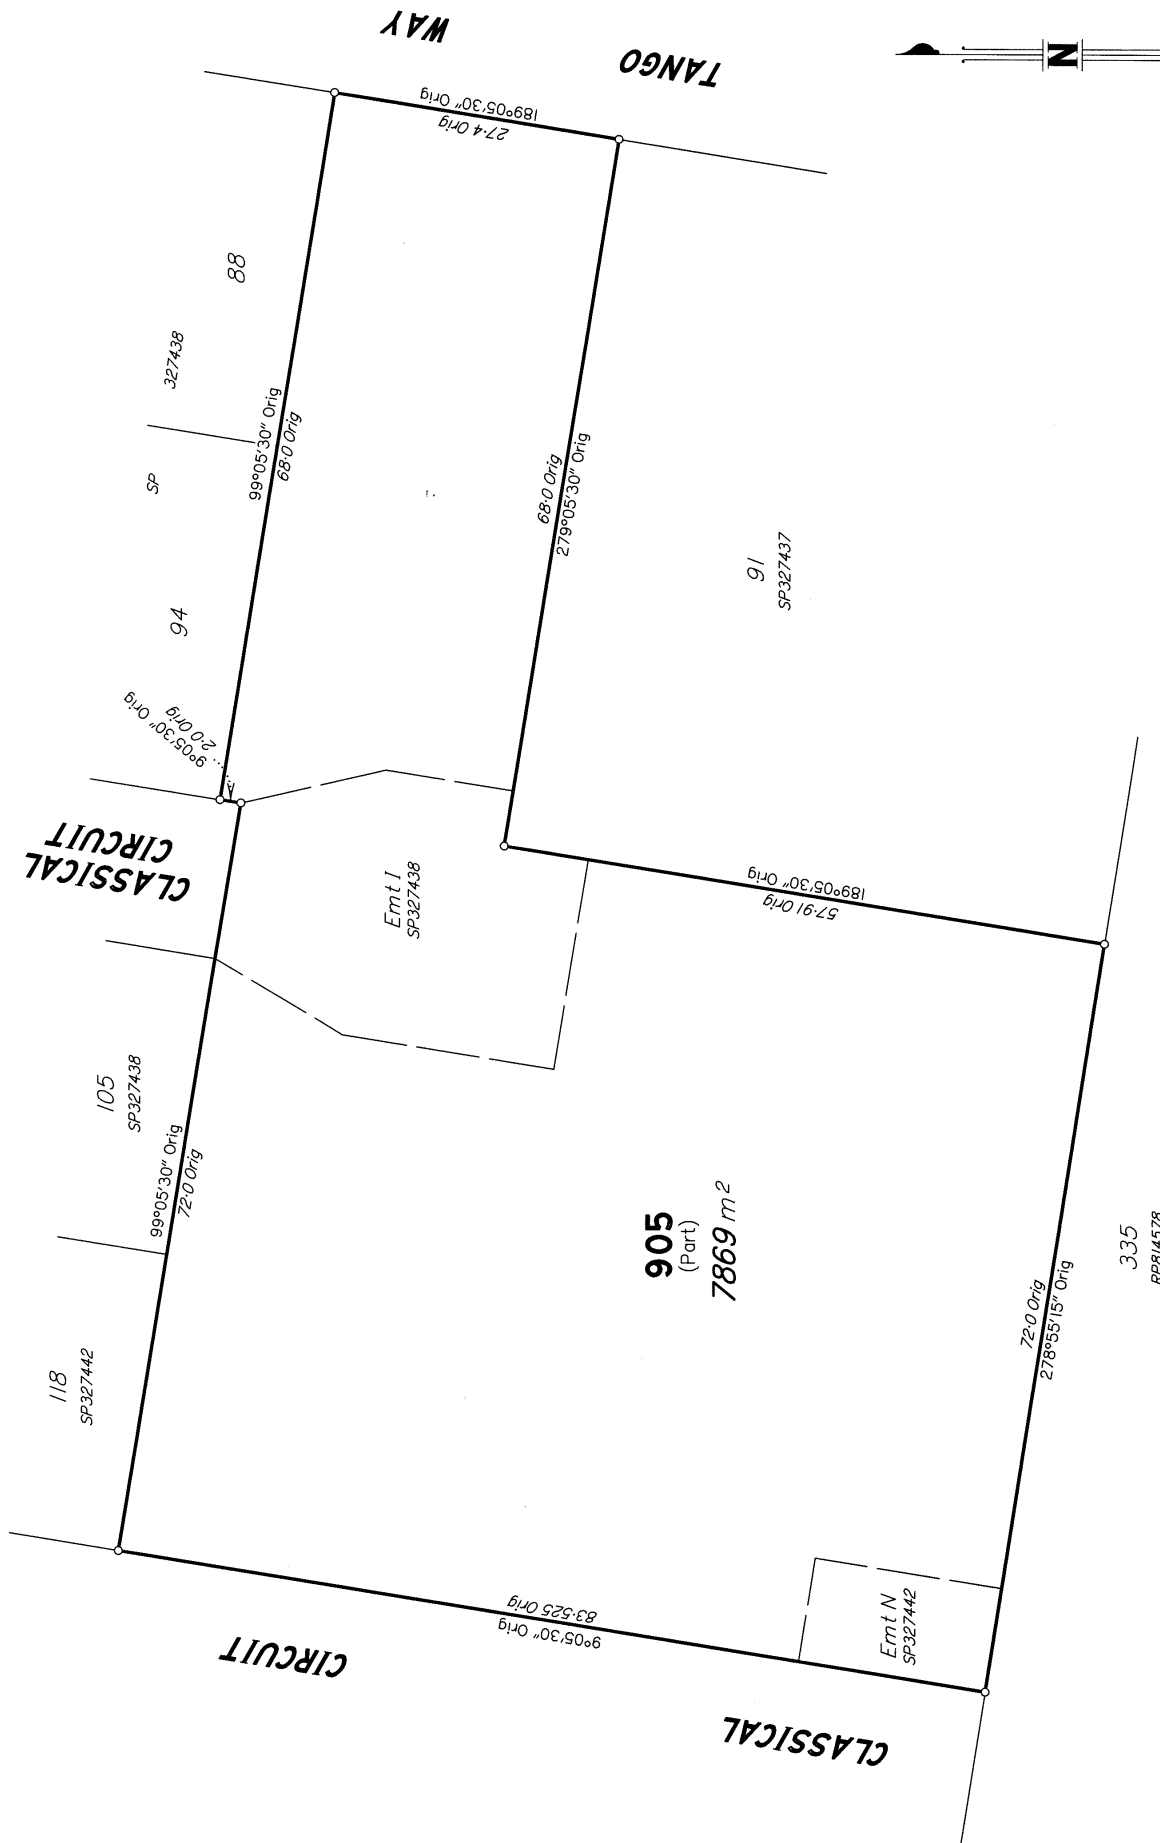 WAY
TANGO
N
189°05'30" Orig
27·4 Orig
88
327438
SP
94
99°05'30" Orig
68·0 Orig
9°05'30" Orig
2·0 Orig
68·0 Orig
279°05'30" Orig
91
SP327437
CLASSICAL
CIRCUIT
Emt I
SP327438
189°05'30" Orig
57·91 Orig
105
SP327438
99°05'30" Orig
72·0 Orig
118
SP327442
905
(Part)
7869 m²
72·0 Orig
278°55'15" Orig
335
RP814578
83·525 Orig
9°05'30" Orig
Emt N
SP327442
CLASSICAL
CIRCUIT